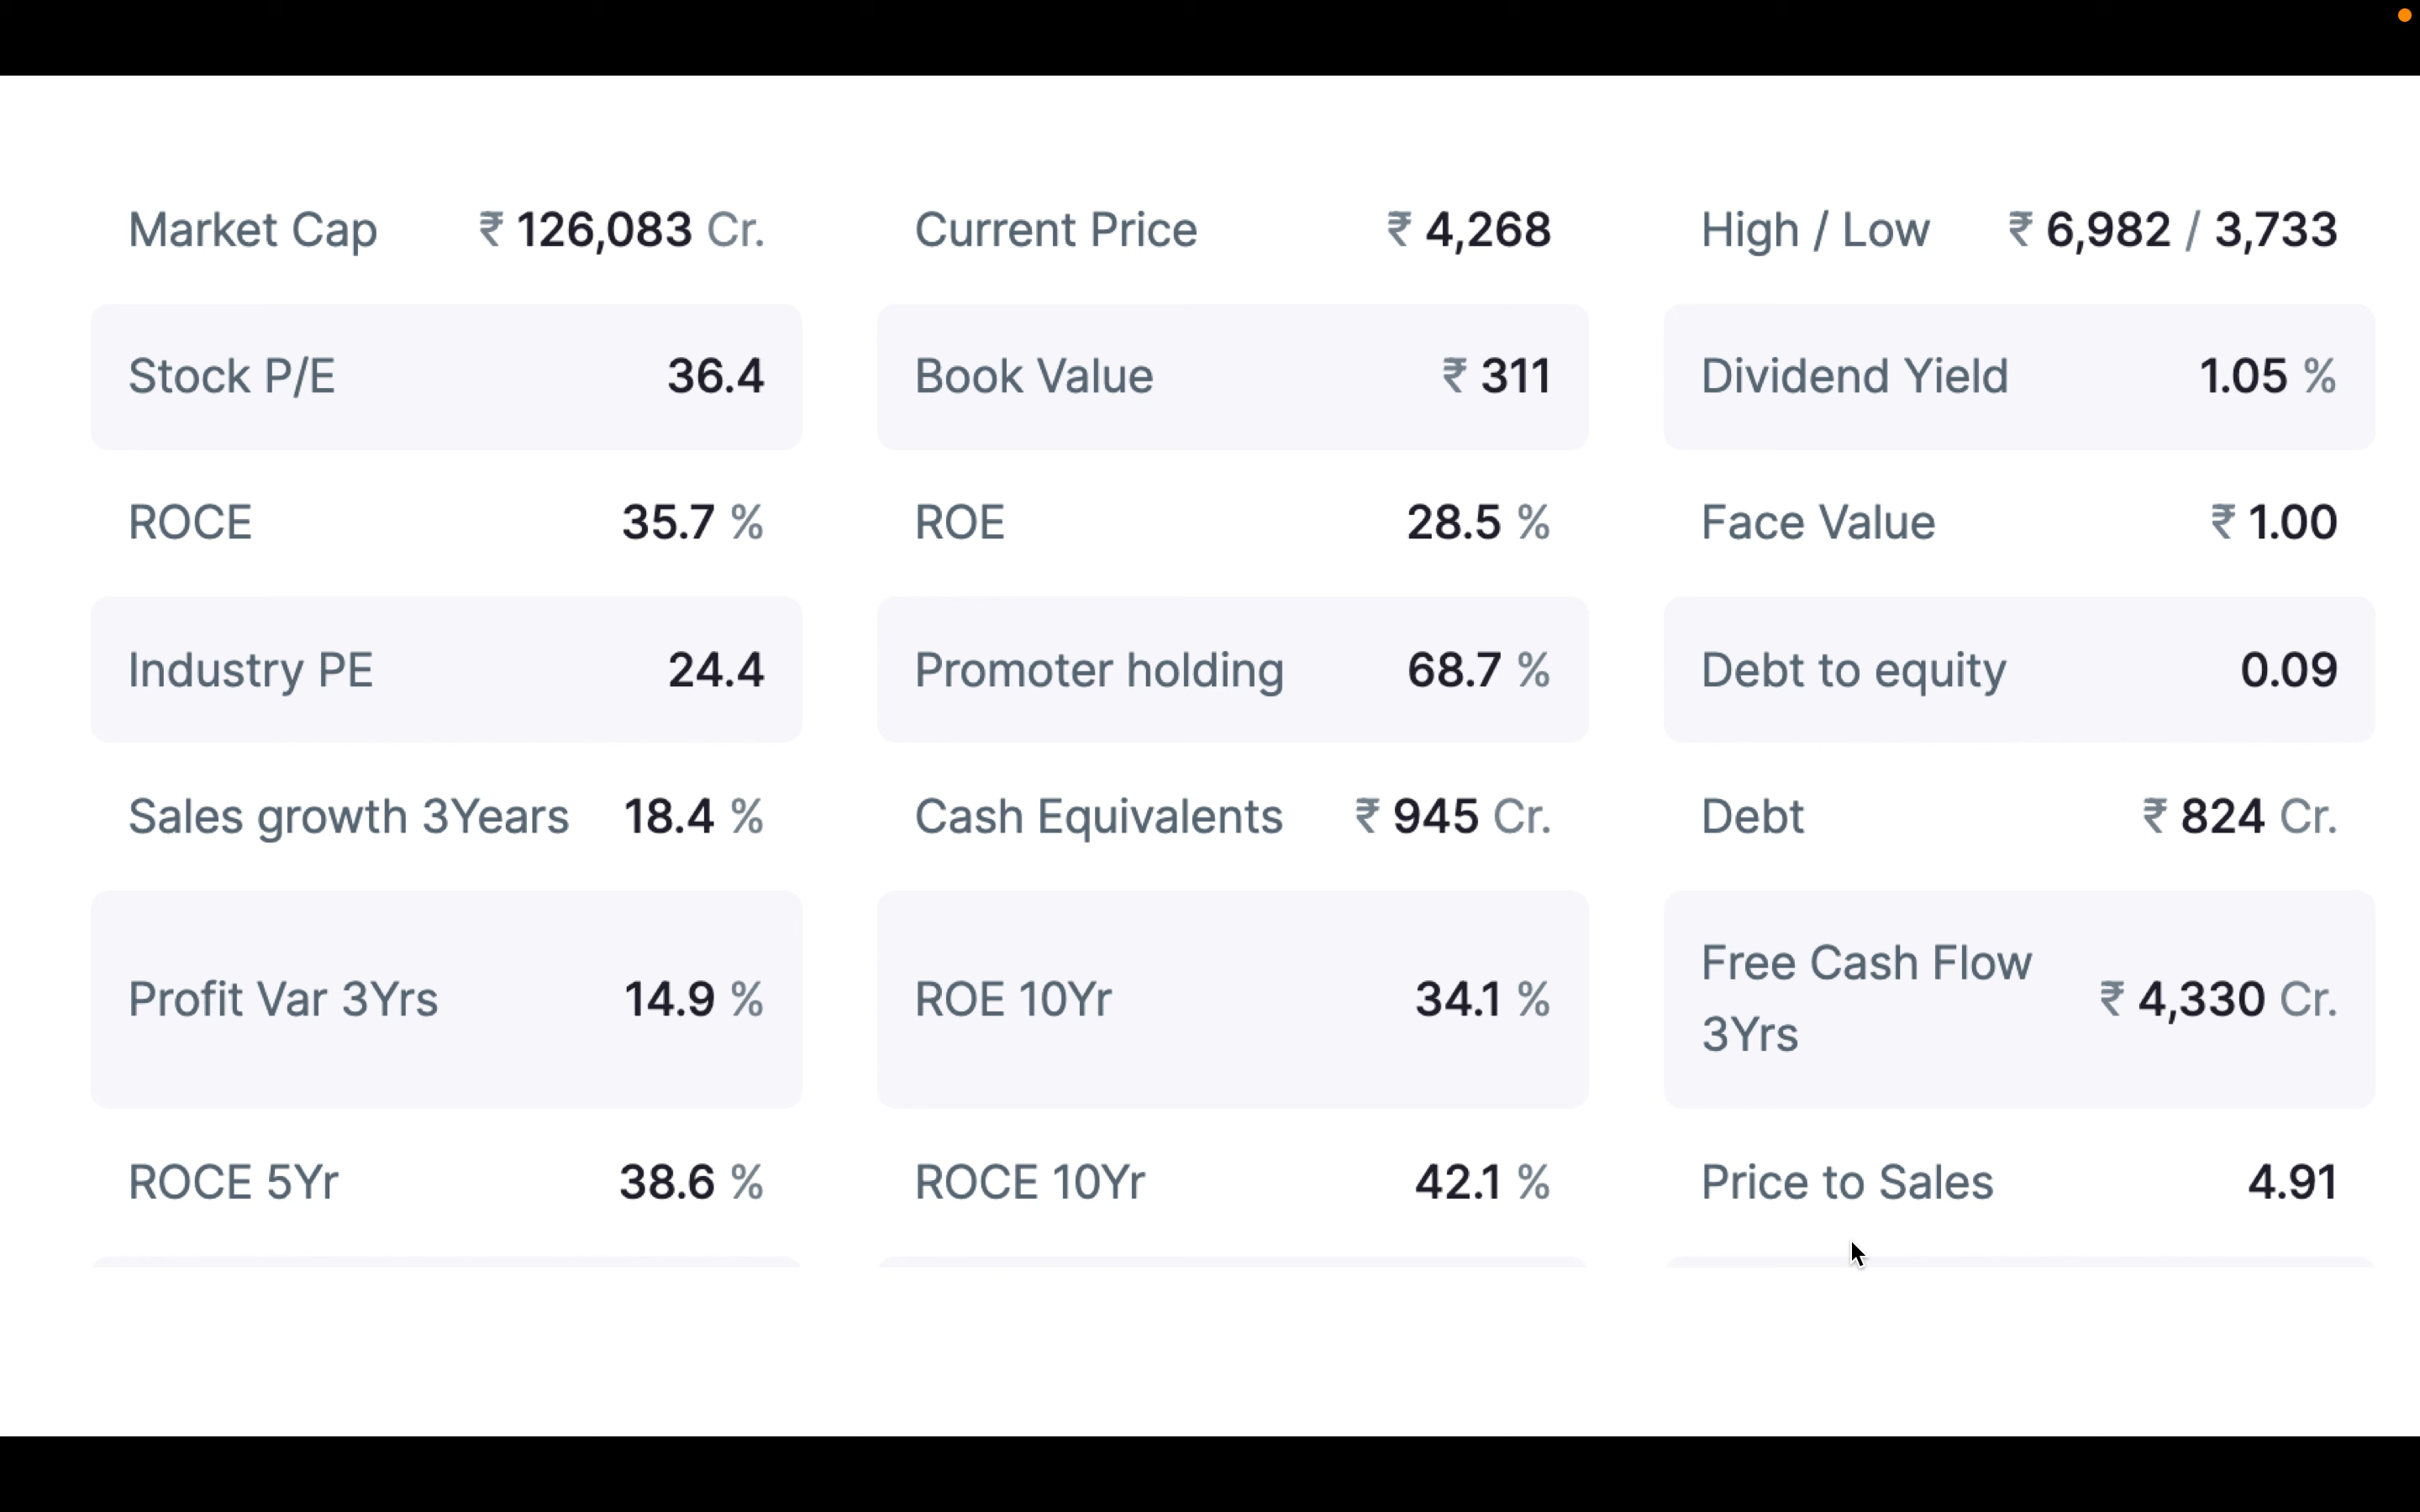 Market Cap ₹ 126,083 Cr. Current Price ₹ 4,268 High / Low ₹ 6,982 / 3,733
Stock P/E 36.4 Book Value ₹ 311 Dividend Yield 1.05 %
ROCE 35.7 % ROE 28.5 % Face Value ₹ 1.00
Industry PE 24.4 Promoter holding 68.7 % Debt to equity 0.09
Sales growth 3Years 18.4 % Cash Equivalents ₹ 945 Cr. Debt ₹ 824 Cr.
Profit Var 3Yrs 14.9 % ROE 10Yr 34.1 % Free Cash Flow 3Yrs ₹ 4,330 Cr.
ROCE 5Yr 38.6 % ROCE 10Yr 42.1 % Price to Sales 4.91